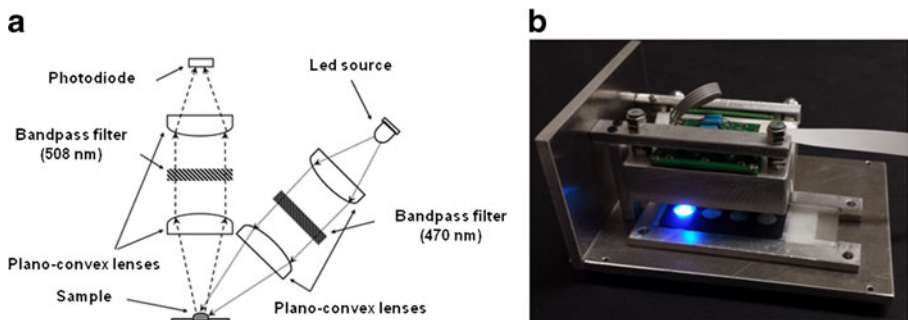 a
Photodiode
Bandpass filter
(508 nm)
Plano-convex lenses
Sample
Led source
Bandpass filter
(470 nm)
Plano-convex lenses
b